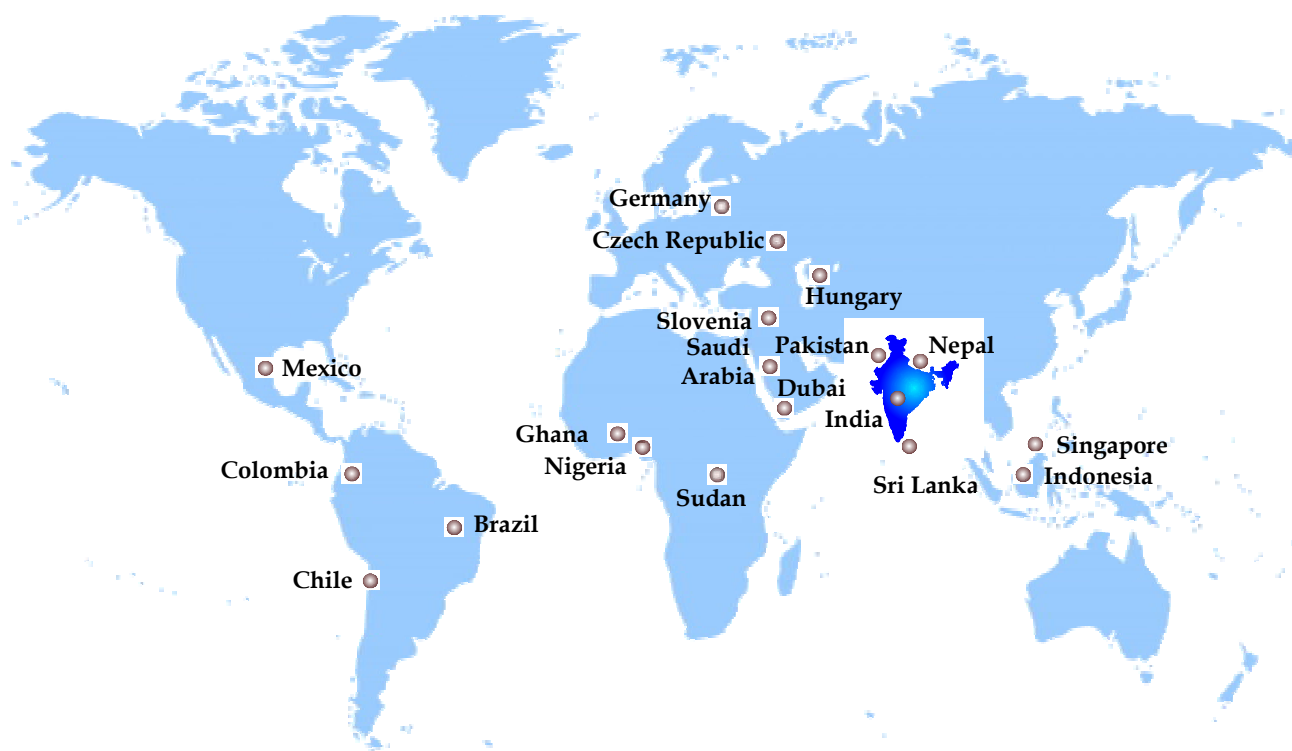 Germany
Czech Republic
Hungary
Slovenia
Saudi
Arabia
Pakistan
Nepal
Mexico
Dubai
India
Ghana
Nigeria
Singapore
Colombia
Sudan
Sri Lanka
Indonesia
Brazil
Chile